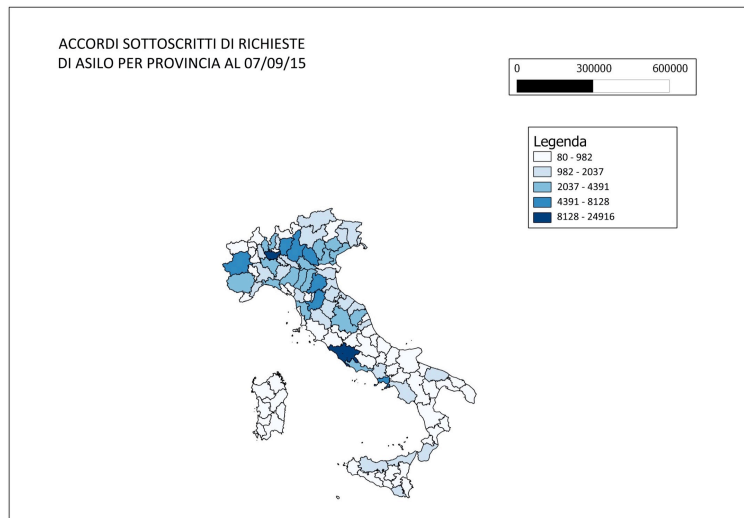 ACCORDI SOTTOSCRITTI DI RICHIESTE
DI ASILO PER PROVINCIA AL 07/09/15
0 300000 600000
Legenda
80 - 982
982 - 2037
2037 - 4391
4391 - 8128
8128 - 24916